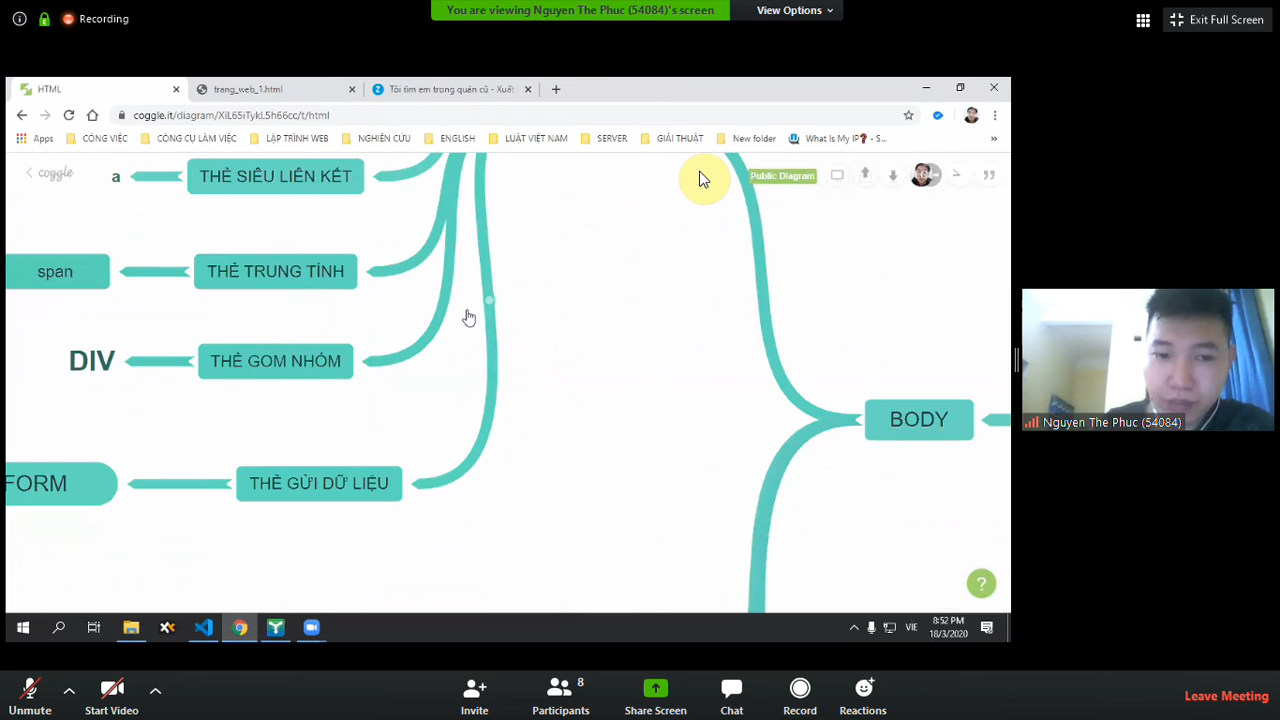 Recording
You are viewing Nguyen The Phuc (54084)'s screen
View Options
Exit Full Screen
HTML
trang_web_1.html
Tôi tìm em trong quán cũ - Xuất
coggle.it/diagram/XiL65iTykL5h66cc/t/html
Apps
CÔNG VIỆC
CÔNG CỤ LÀM VIỆC
LẬP TRÌNH WEB
NGHIÊN CỨU
ENGLISH
LUẬT VIỆT NAM
SERVER
GIẢI THUẬT
New folder
What Is My IP? - S...
coggle
a
THẺ SIÊU LIÊN KẾT
Public Diagram
span
THẺ TRUNG TÍNH
DIV
THẺ GOM NHÓM
BODY
FORM
THẺ GỬI DỮ LIỆU
?
Nguyen The Phuc (54084)
VIE
8:52 PM
18/3/2020
Unmute
Start Video
Invite
Participants
8
Share Screen
Chat
Record
Reactions
Leave Meeting